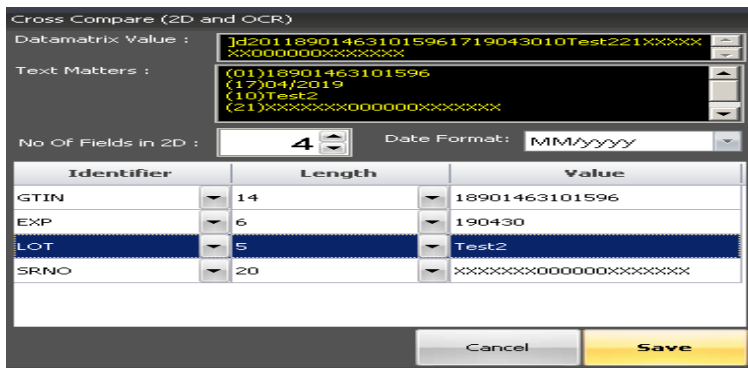 Cross Compare (2D and OCR)
Datamatrix Value :
]d201189014631015961719043010Test221XXXXX
XX000000XXXXXXX
Text Matters :
(01)18901463101596
(17)04/2019
(10)Test2
(21)XXXXXXX000000XXXXXXX
No Of Fields in 2D : 4 Date Format: MM/yyyy
Identifier Length Value
GTIN 14 18901463101596
EXP 6 190430
LOT 5 Test2
SRNO 20 XXXXXXX000000XXXXXXX
Cancel Save